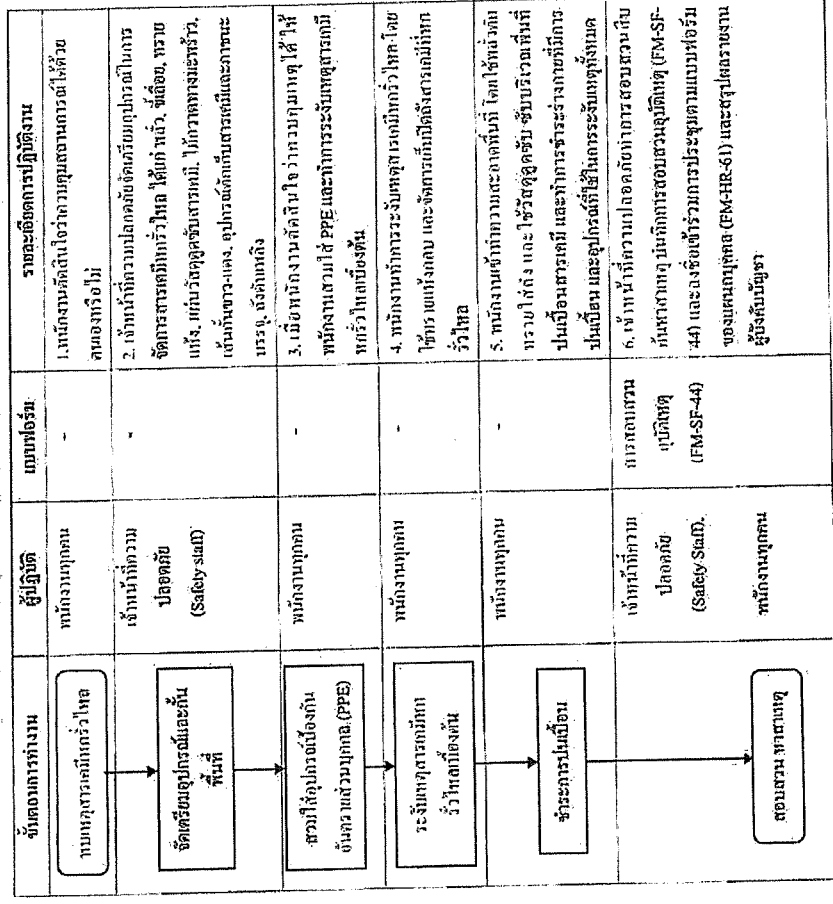 ขั้นตอนการทำงาน
ผู้ปฏิบัติ
แบบฟอร์ม
รายละเอียดการปฏิบัติงาน
พบเหตุสารเคมีหกรั่วไหล
พนักงานทุกคน
-
1.พนักงานตัดสินใจว่าควบคุมสถานการณ์ได้ด้วย
ตนเองหรือไม่
จัดเตรียมอุปกรณ์และกั้น
พื้นที่
เจ้าหน้าที่ความ
ปลอดภัย
(Safety staff)
-
2. เจ้าหน้าที่ความปลอดภัยจัดเตรียมอุปกรณ์ในการ
จัดการสารเคมีหกรั่วไหล ได้แก่ พลั่ว, ขี้เลื่อย, ทราย
แห้ง, แผ่นวัสดุดูดซับสารเคมี, ไม้กวาดทางมะพร้าว,
เส้นกั้นขาว-แดง, อุปกรณ์จัดเก็บสารเคมีและภาชนะ
บรรจุ, ถังดับเพลิง
สวมใส่อุปกรณ์ป้องกัน
อันตรายส่วนบุคคล (PPE)
พนักงานทุกคน
-
3. เมื่อพนักงานตัดสินใจว่าควบคุมเหตุได้ ให้
พนักงานสวมใส่ PPE และทำการระงับเหตุสารเคมี
หกรั่วไหลเบื้องต้น
ระงับเหตุสารเคมีหก
รั่วไหลเบื้องต้น
พนักงานทุกคน
-
4. พนักงานทำการระงับเหตุสารเคมีหกรั่วไหล โดย
ใช้ทรายแห้งกลบ และจัดการเก็บปิดถังสารเคมีที่หก
รั่วไหล
ชำระการปนเปื้อน
พนักงานทุกคน
-
5. พนักงานเข้าทำความสะอาดพื้นที่ โดยใช้พลั่วตัก
ทรายใส่ถัง และใช้วัสดุดูดซับ ซับบริเวณพื้นที่
ปนเปื้อนสารเคมี และทำการชำระร่างกายที่มีการ
ปนเปื้อน และอุปกรณ์ที่ใช้ในการระงับเหตุทั้งหมด
สอบสวน หาสาเหตุ
เจ้าหน้าที่ความ
ปลอดภัย
(Safety Staff),
พนักงานทุกคน
การสอบสวน
อุบัติเหตุ
(FM-SF-44)
6. เจ้าหน้าที่ความปลอดภัยทำการสอบสวนกับ
ค้นหาสาเหตุ บันทึกการสอบสวนอุบัติเหตุ (FM-SF-
44) และลงชื่อเข้าร่วมการประชุมตามแบบฟอร์ม
ของแผนกบุคคล (FM-HR-61) และสรุปผลรายงาน
ผู้บังคับบัญชา